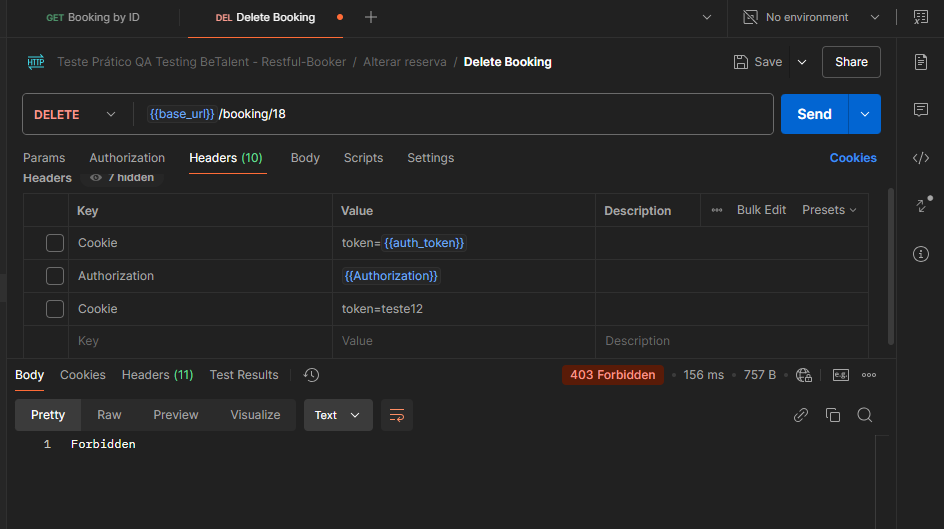 GET Booking by ID
DEL Delete Booking
No environment
HTTP Teste Prático QA Testing BeTalent - Restful-Booker / Alterar reserva / Delete Booking
Save
Share
DELETE
{{base_url}} /booking/18
Send
Params Authorization Headers (10) Body Scripts Settings
Cookies
Headers 7 hidden
Key Value Description Bulk Edit Presets
Cookie token= {{auth_token}}
Authorization {{Authorization}}
Cookie token=teste12
Key Value Description
Body Cookies Headers (11) Test Results
403 Forbidden • 156 ms • 757 B
e.g.
Pretty Raw Preview Visualize Text
1 Forbidden